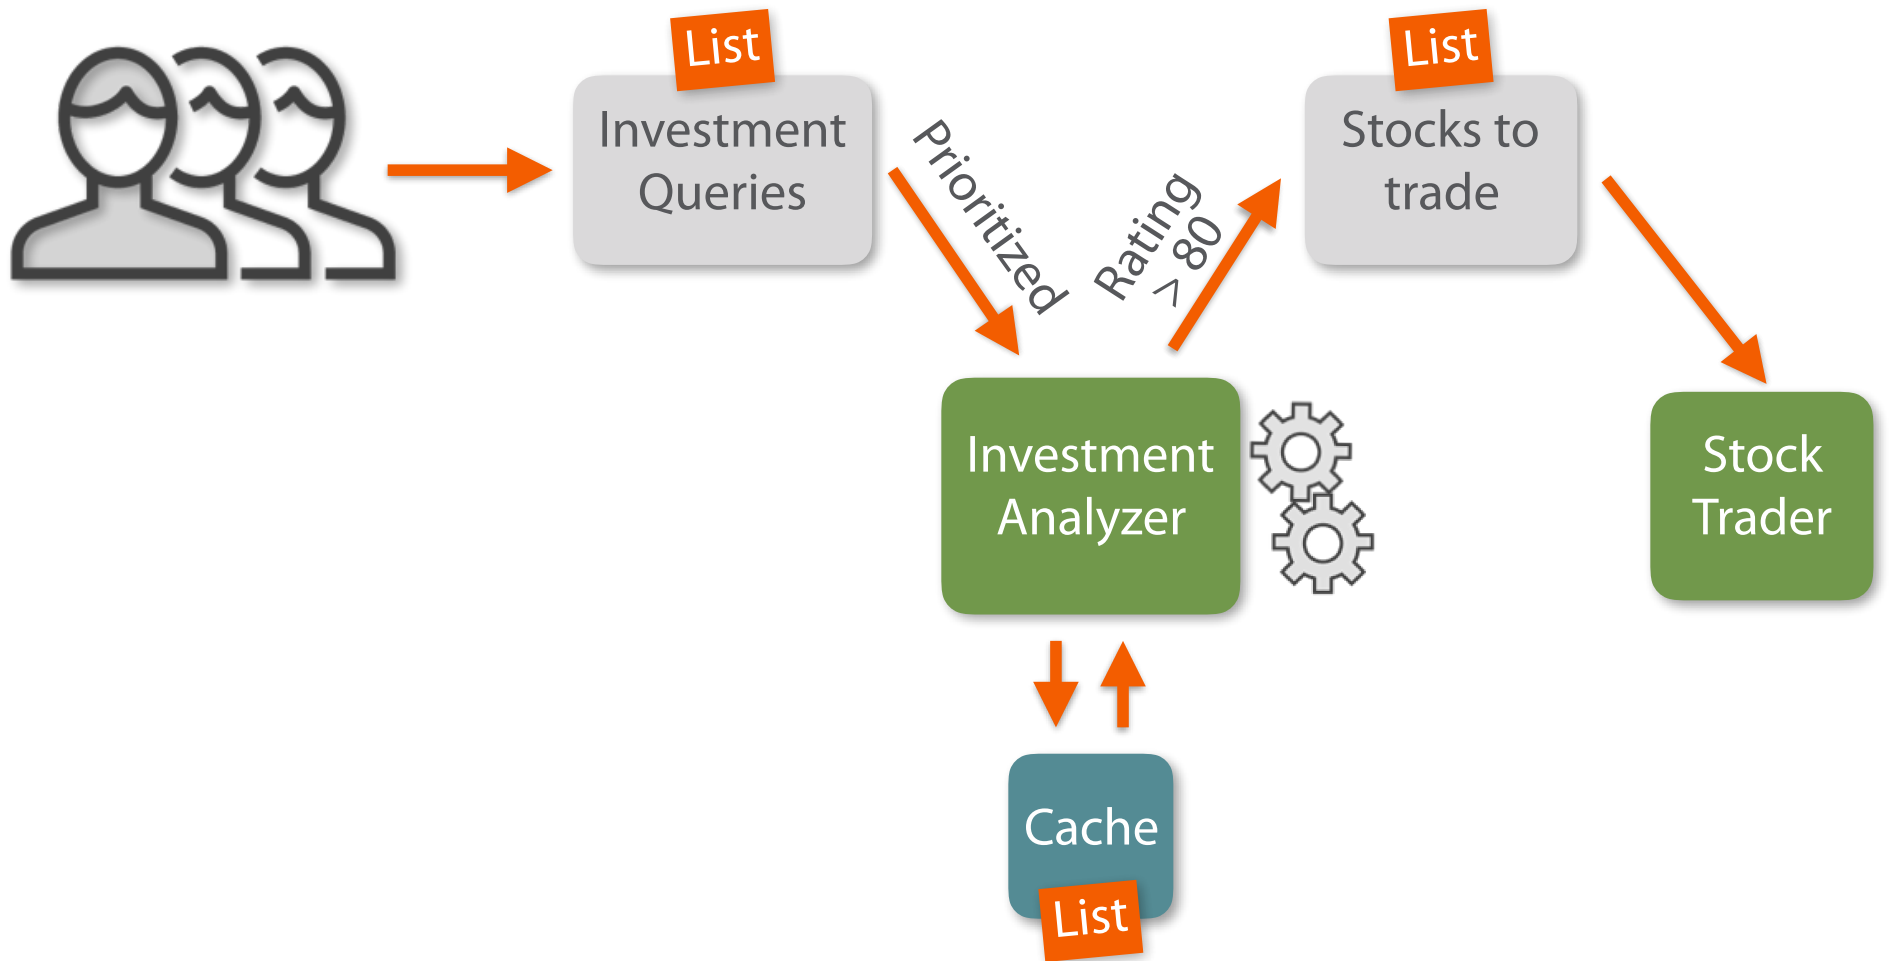 List
Investment
Queries
Prioritized
Rating
> 80
List
Stocks to
trade
Investment
Analyzer
Stock
Trader
Cache
List